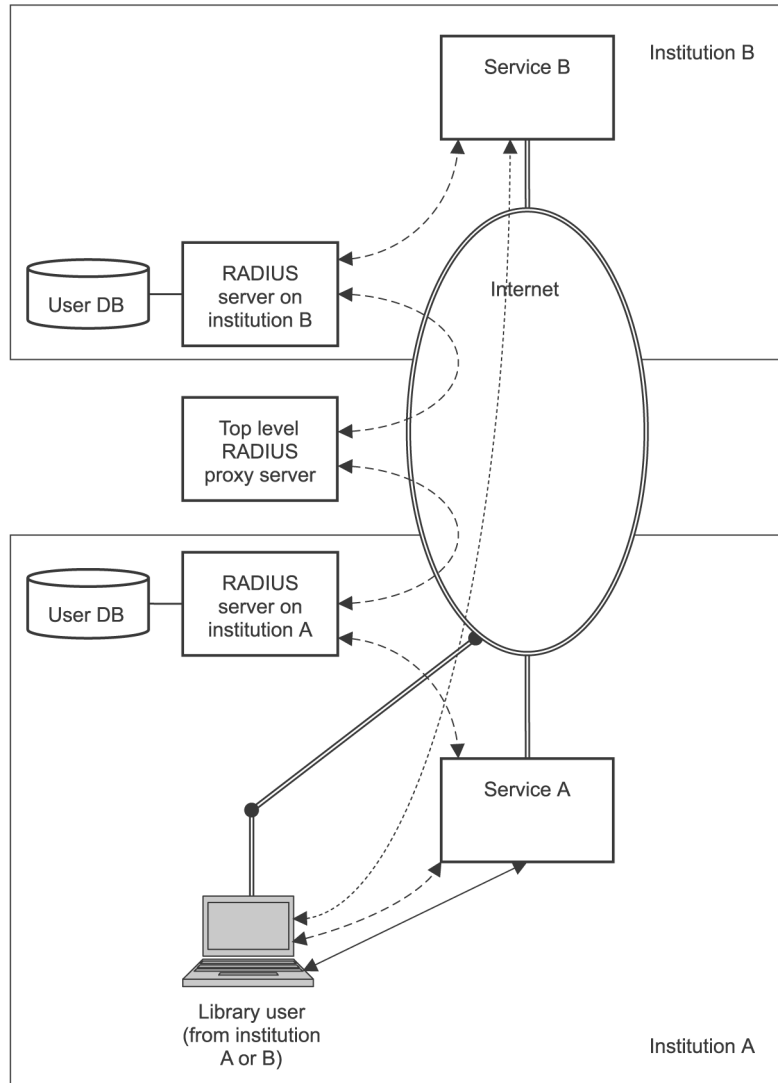 Service B
Institution B
RADIUS
server on
institution B
User DB
Internet
Top level
RADIUS
proxy server
RADIUS
server on
institution A
User DB
Service A
Library user
(from institution
A or B)
Institution A